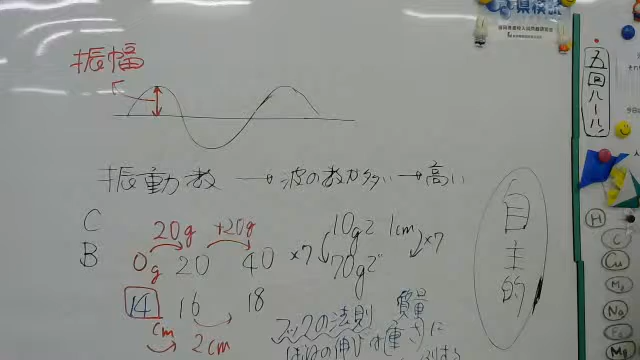 振幅
振動数 → 波の数が多い → 高い
C
B
20g +20g
0g 20 40
14 16 18
cm 2cm
×7 10gで 1cm ×7
70gで
フックの法則 質量
ばねの伸びは(重さ)に
自主的
五回ルール
H
C
Cu
Mg
Na
Mg